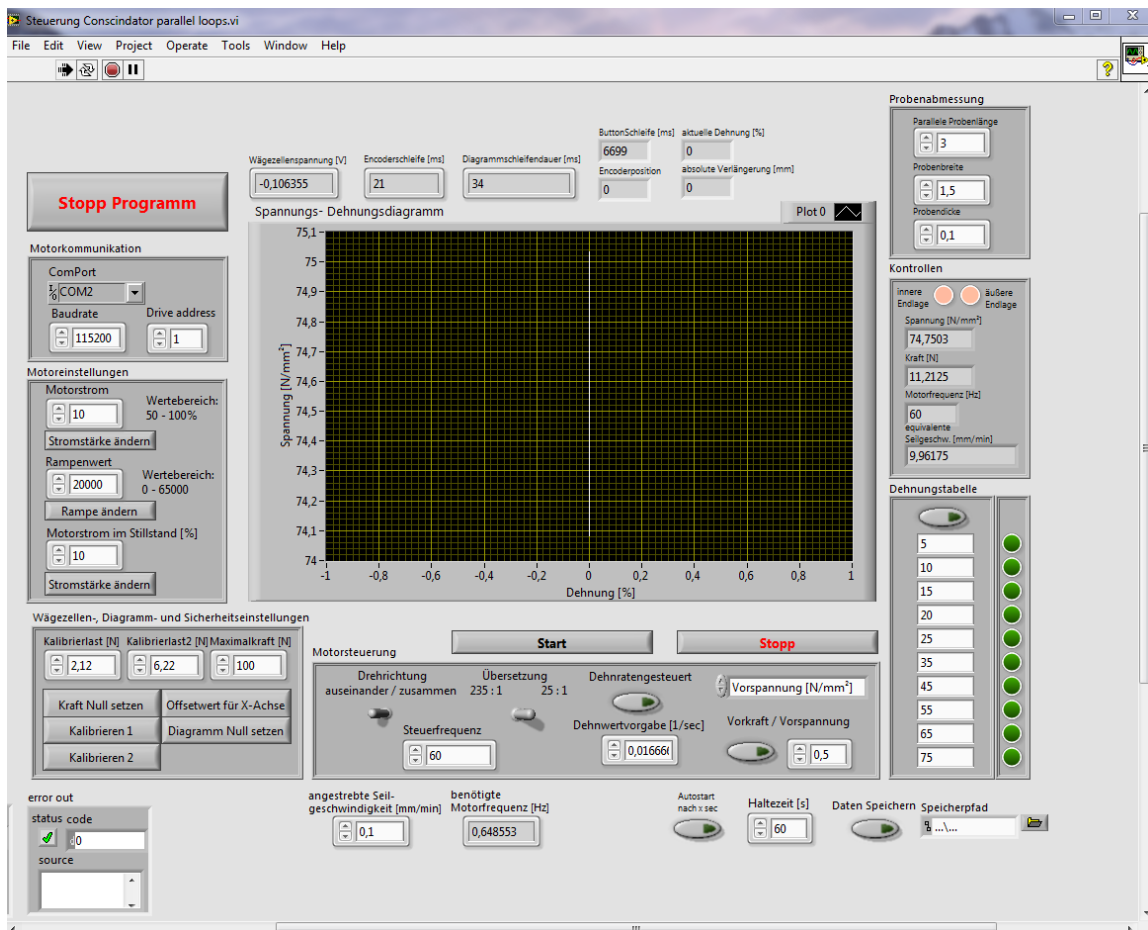 Steuerung Conscindator parallel loops.vi
File Edit View Project Operate Tools Window Help
?
Stopp Programm
Wägezellenspannung [V]
-0,106355
Encoderschleife [ms]
21
Diagrammschleifendauer [ms]
34
ButtonSchleife [ms]
6699
aktuelle Dehnung [%]
0
Encoderposition
0
absolute Verlängerung [mm]
0
Motorkommunikation
ComPort
COM2
Baudrate
115200
Drive address
1
Motoreinstellungen
Motorstrom
10
Wertebereich:
50 - 100%
Stromstärke ändern
Rampenwert
20000
Wertebereich:
0 - 65000
Rampe ändern
Motorstrom im Stillstand [%]
10
Stromstärke ändern
Spannungs- Dehnungsdiagramm
Plot 0
Spannung [N/mm²]
75,1
75
74,9
74,8
74,7
74,6
74,5
74,4
74,3
74,2
74,1
74
-1 -0,8 -0,6 -0,4 -0,2 0 0,2 0,4 0,6 0,8 1
Dehnung [%]
Probenabmessung
Parallele Probenlänge
3
Probenbreite
1,5
Probendicke
0,1
Kontrollen
innere
Endlage
äußere
Endlage
Spannung [N/mm²]
74,7503
Kraft [N]
11,2125
Motorfrequenz [Hz]
60
equivalente
Seilgeschw. [mm/min]
9,96175
Dehnungstabelle
5
10
15
20
25
35
45
55
65
75
Wägezellen-, Diagramm- und Sicherheitseinstellungen
Kalibrierlast [N] Kalibrierlast2 [N] Maximalkraft [N]
2,12 6,22 100
Kraft Null setzen Offsetwert für X-Achse
Kalibrieren 1 Diagramm Null setzen
Kalibrieren 2
Start
Stopp
Motorsteuerung
Drehrichtung
auseinander / zusammen
Übersetzung
235 : 1 25 : 1
Steuerfrequenz
60
Dehnratengesteuert
Dehnwertvorgabe [1/sec]
0,01666
Vorspannung [N/mm²]
Vorkraft / Vorspannung
0,5
error out
status code
0
source
angestrebte Seil-
geschwindigkeit [mm/min]
0,1
benötigte
Motorfrequenz [Hz]
0,648553
Autostart
nach x sec
Haltezeit [s]
60
Daten Speichern
Speicherpfad
...\...